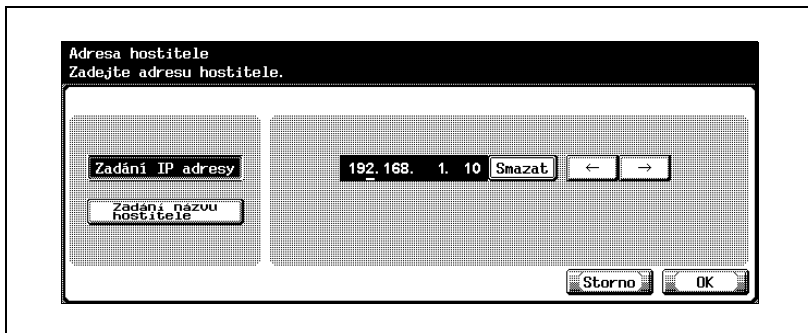 Adresa hostitele
Zadejte adresu hostitele.
Zadání IP adresy
192.168. 1. 10 Smazat ← →
Zadání názvu
hostitele
Storno OK